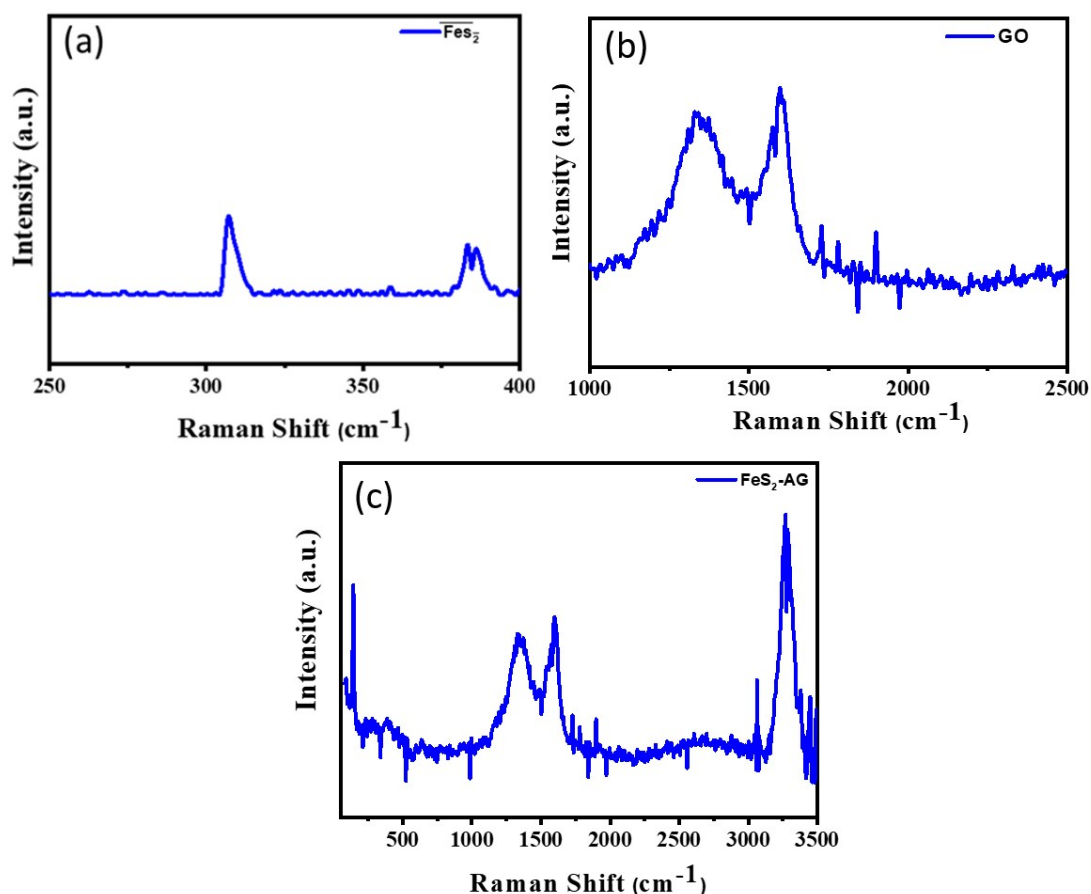 (a)
Fes2
Intensity (a.u.)
250 300 350 400
Raman Shift (cm-1)
(b)
GO
Intensity (a.u.)
1000 1500 2000 2500
Raman Shift (cm-1)
(c)
FeS2-AG
Intensity (a.u.)
500 1000 1500 2000 2500 3000 3500
Raman Shift (cm-1)